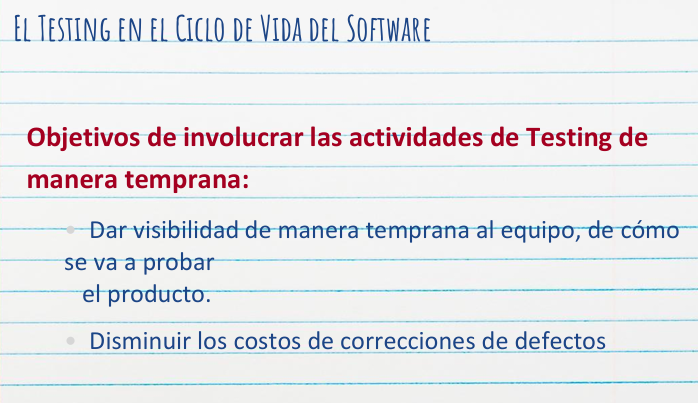 El Testing en el Ciclo de Vida del Software
Objetivos de involucrar las actividades de Testing de
manera temprana:
• Dar visibilidad de manera temprana al equipo, de cómo
se va a probar
el producto.
• Disminuir los costos de correcciones de defectos